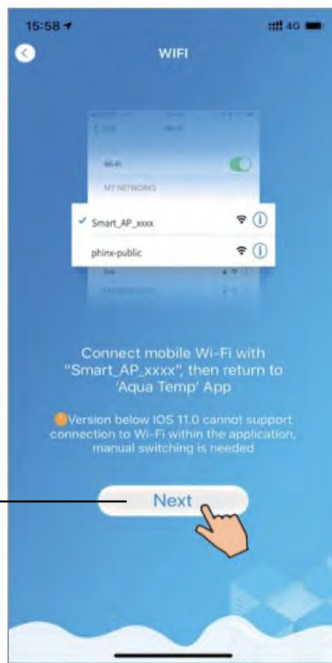 15:58
4G
WIFI
Wi-Fi
MY NETWORKS
Smart_AP_xxxx
phinx-public
Connect mobile Wi-Fi with
"Smart_AP_xxxx", then return to
'Aqua Temp' App
Version below IOS 11.0 cannot support
connection to Wi-Fi within the application,
manual switching is needed
Next